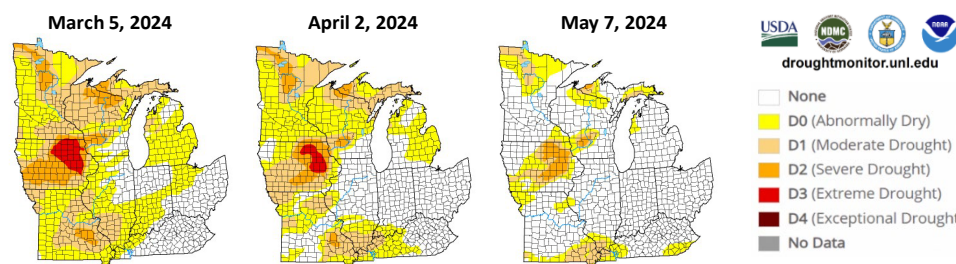 March 5, 2024
April 2, 2024
May 7, 2024
USDA
NDMC
NOAA
droughtmonitor.unl.edu
None
D0 (Abnormally Dry)
D1 (Moderate Drought)
D2 (Severe Drought)
D3 (Extreme Drought)
D4 (Exceptional Drought
No Data